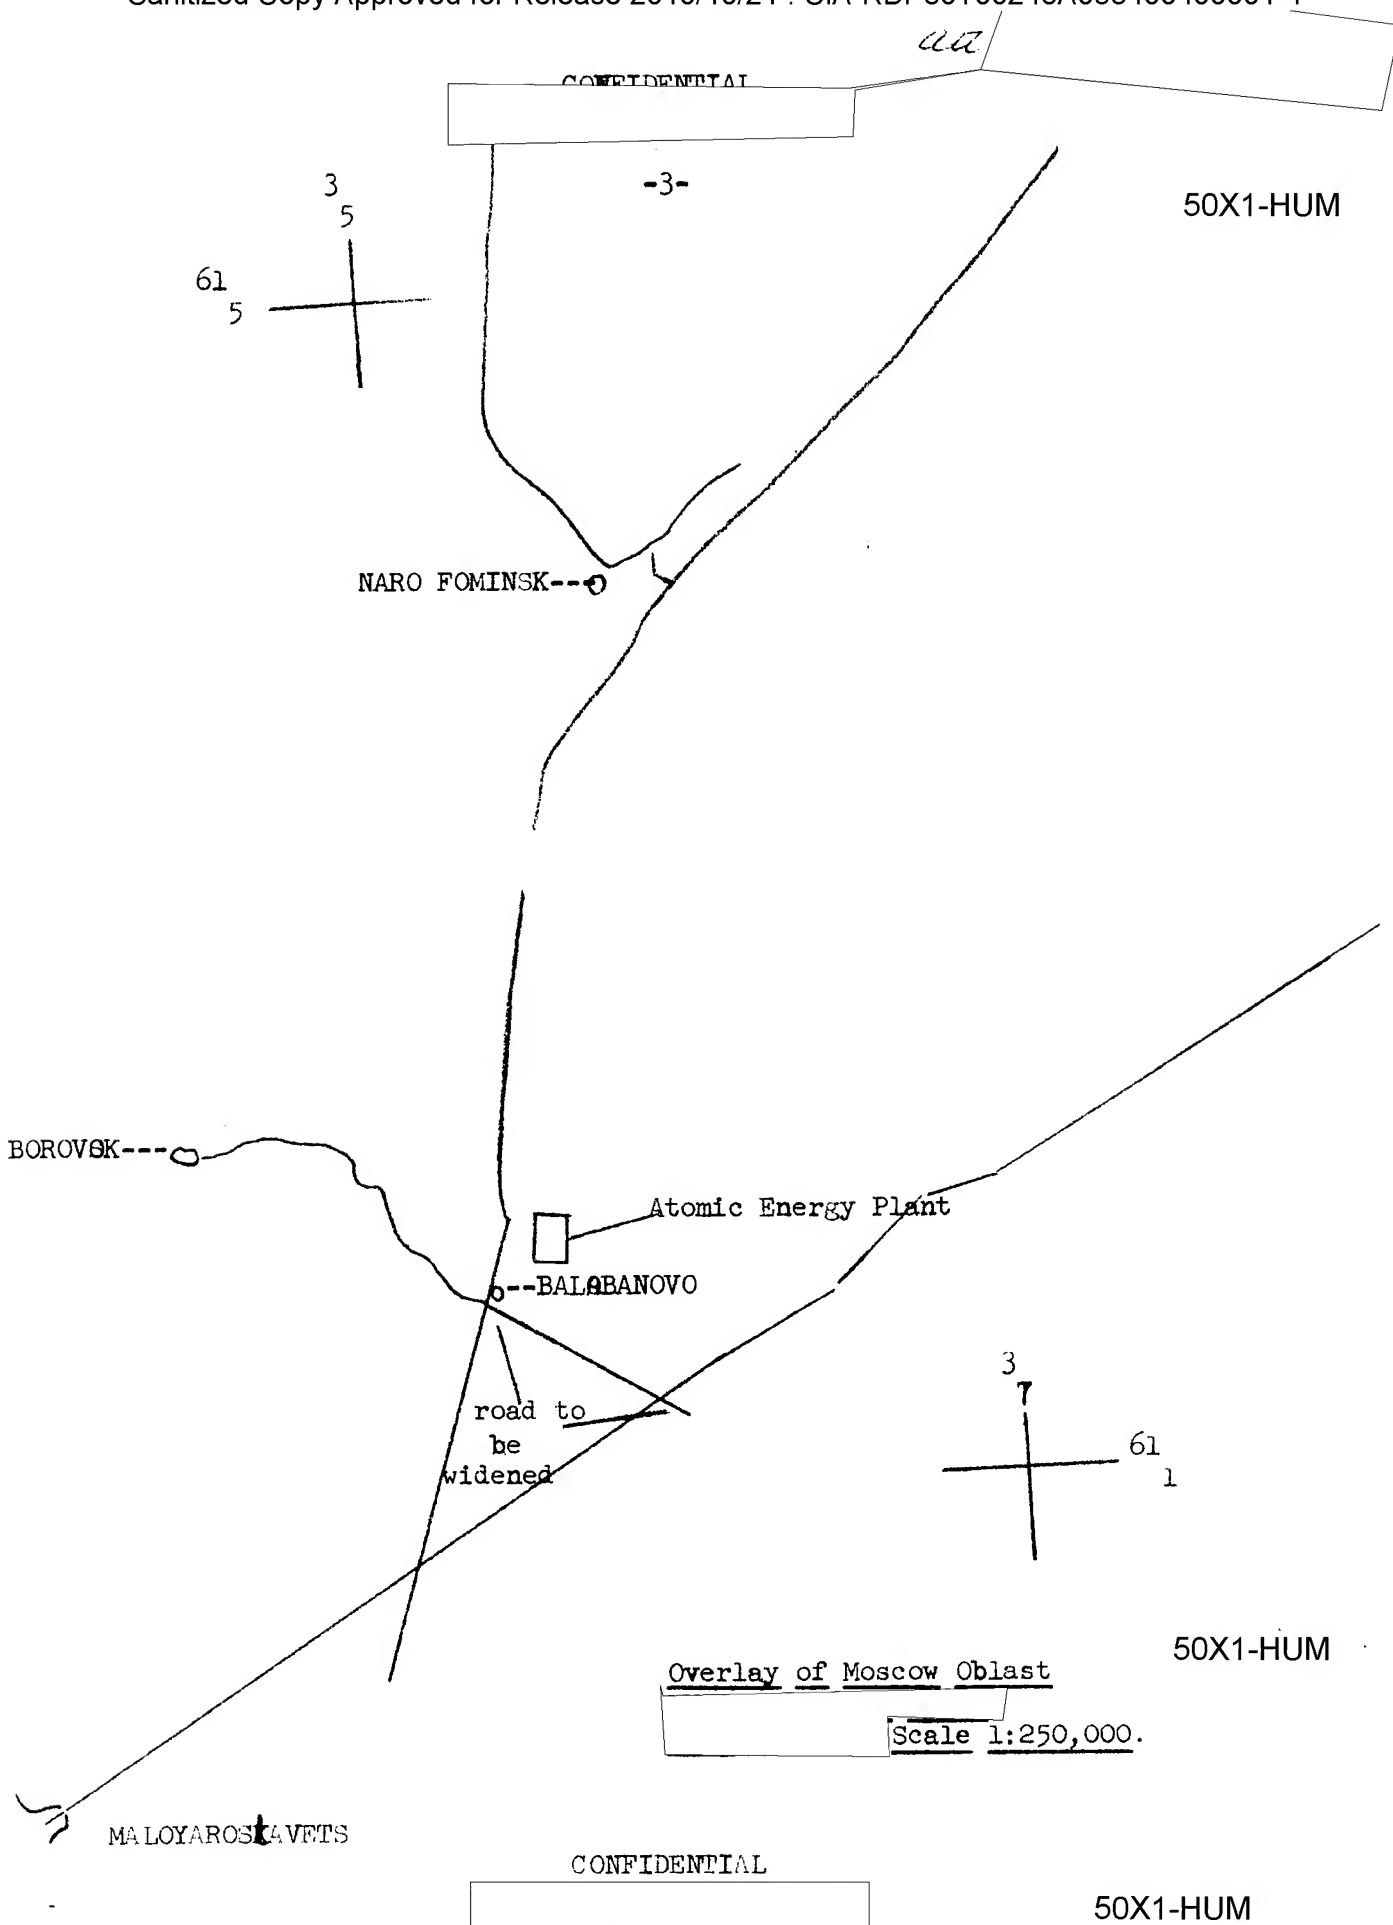 aa
CONFIDENTIAL
-3-
50X1-HUM
3
5
61
5
NARO FOMINSK---
BOROVSK---
Atomic Energy Plant
--BALABANOVO
road to
be
widened
3
7
61
1
50X1-HUM
Overlay of Moscow Oblast
Scale 1:250,000.
MALOYAROSTAVETS
CONFIDENTIAL
50X1-HUM